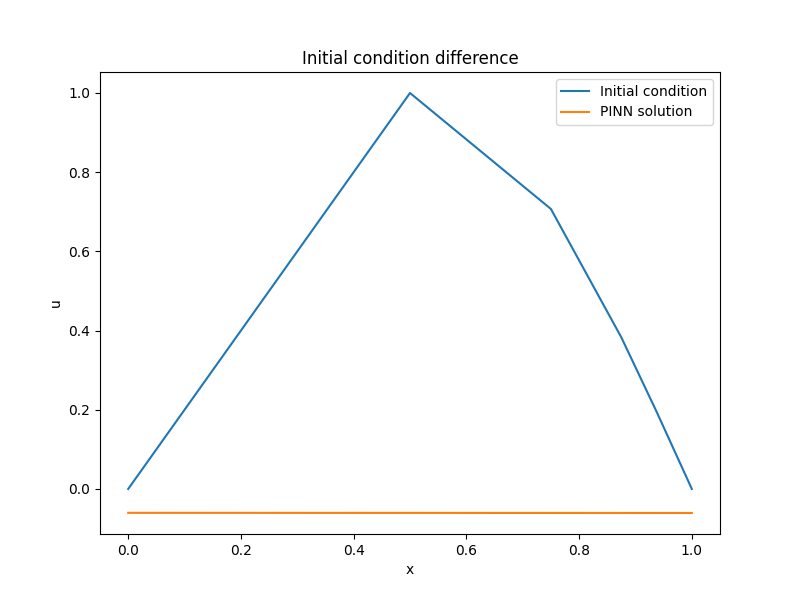 Initial condition difference
Initial condition
PINN solution
1.0
0.8
0.6
0.4
0.2
0.0
u
0.0 0.2 0.4 0.6 0.8 1.0
x